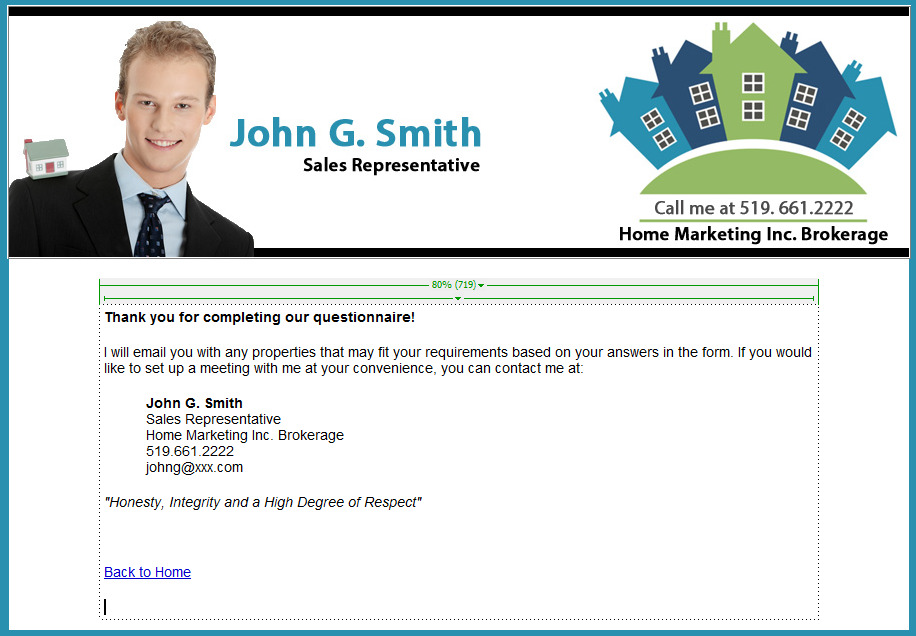 John G. Smith
Sales Representative
Call me at 519. 661.2222
Home Marketing Inc. Brokerage
80% (719)
Thank you for completing our questionnaire!
I will email you with any properties that may fit your requirements based on your answers in the form. If you would
like to set up a meeting with me at your convenience, you can contact me at:
John G. Smith
Sales Representative
Home Marketing Inc. Brokerage
519.661.2222
johng@xxx.com
"Honesty, Integrity and a High Degree of Respect"
Back to Home